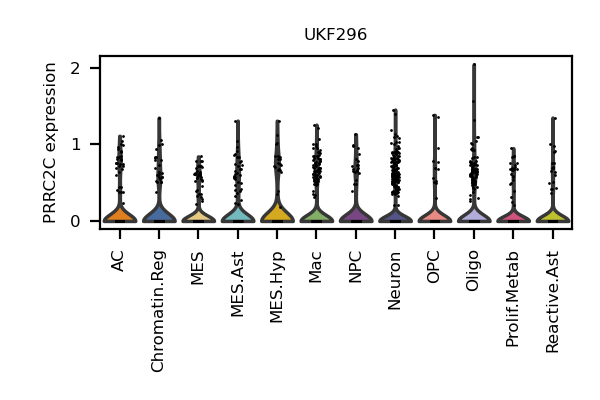 UKF296
PRRC2C expression
2
1
0
AC
Chromatin.Reg
MES
MES.Ast
MES.Hyp
Mac
NPC
Neuron
OPC
Oligo
Prolif.Metab
Reactive.Ast